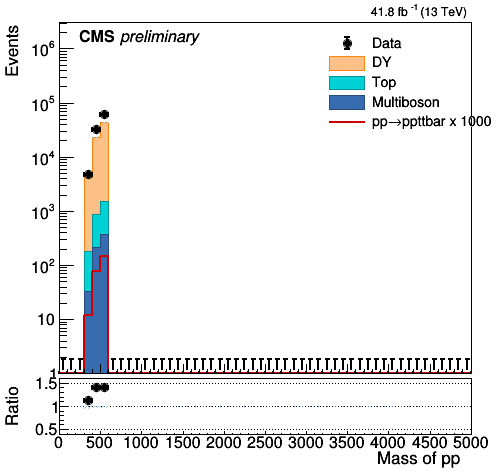 41.8 fb⁻¹ (13 TeV)
CMS preliminary
Events
10⁶
10⁵
10⁴
10³
10²
10
1
Data
DY
Top
Multiboson
pp→ppttbar x 1000
Ratio
1.5
1
0.5
0 500 1000 1500 2000 2500 3000 3500 4000 4500 5000
Mass of pp